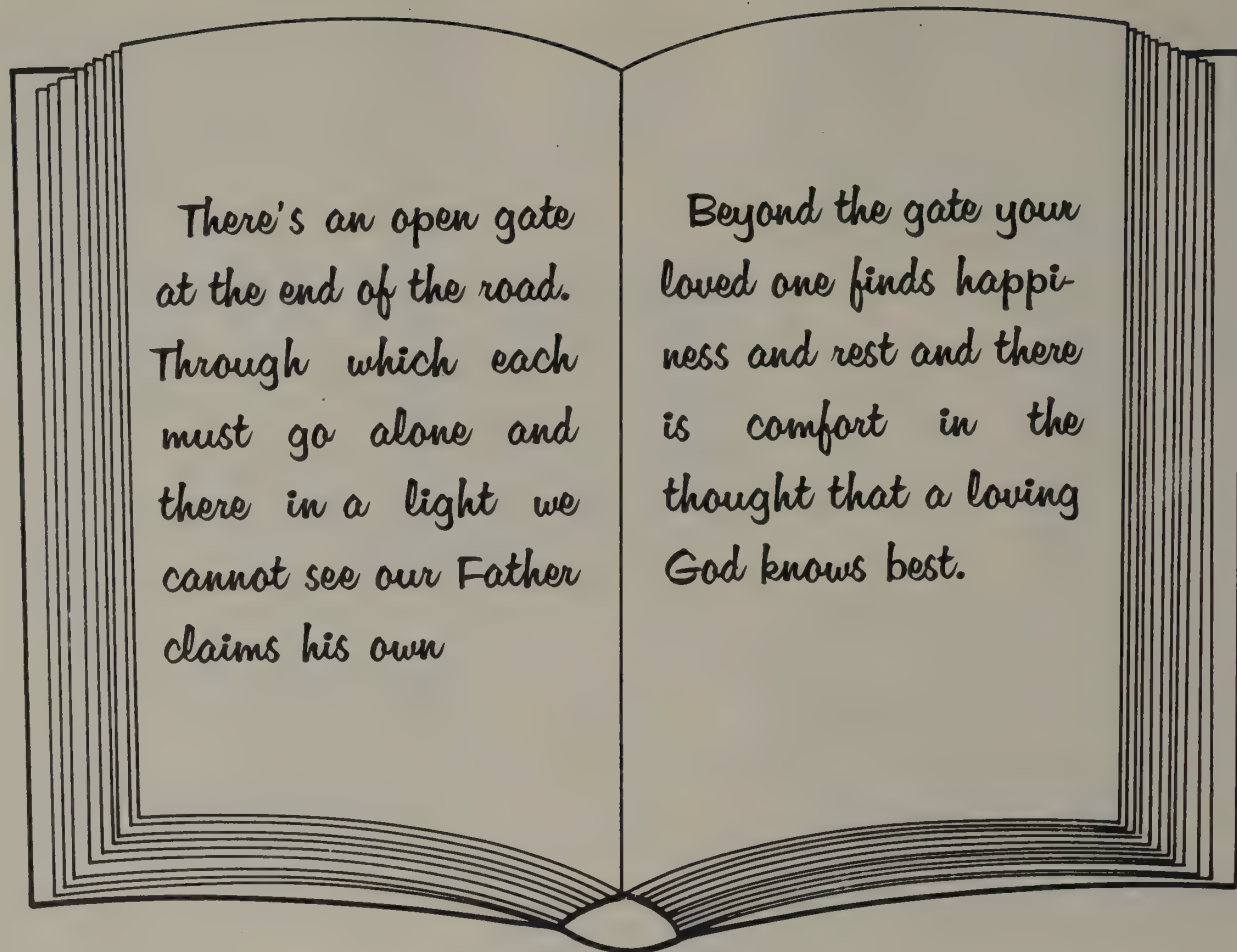 There's an open gate
at the end of the road.
Through which each
must go alone and
there in a light we
cannot see our Father
claims his own
Beyond the gate your
loved one finds happi-
ness and rest and there
is comfort in the
thought that a loving
God knows best.